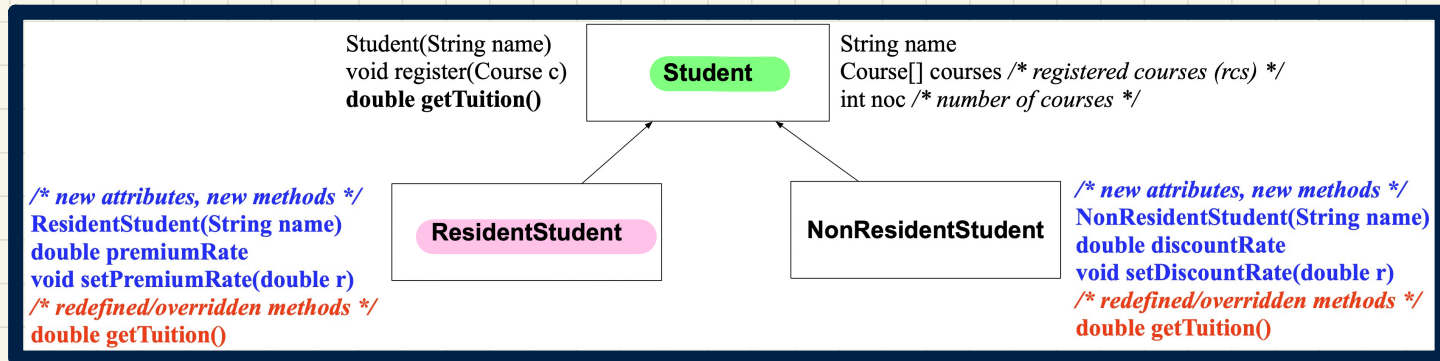 Student(String name)
void register(Course c)
double getTuition()
Student
String name
Course[] courses /* registered courses (rcs) */
int noc /* number of courses */
/* new attributes, new methods */
ResidentStudent(String name)
double premiumRate
void setPremiumRate(double r)
/* redefined/overridden methods */
double getTuition()
ResidentStudent
NonResidentStudent
/* new attributes, new methods */
NonResidentStudent(String name)
double discountRate
void setDiscountRate(double r)
/* redefined/overridden methods */
double getTuition()